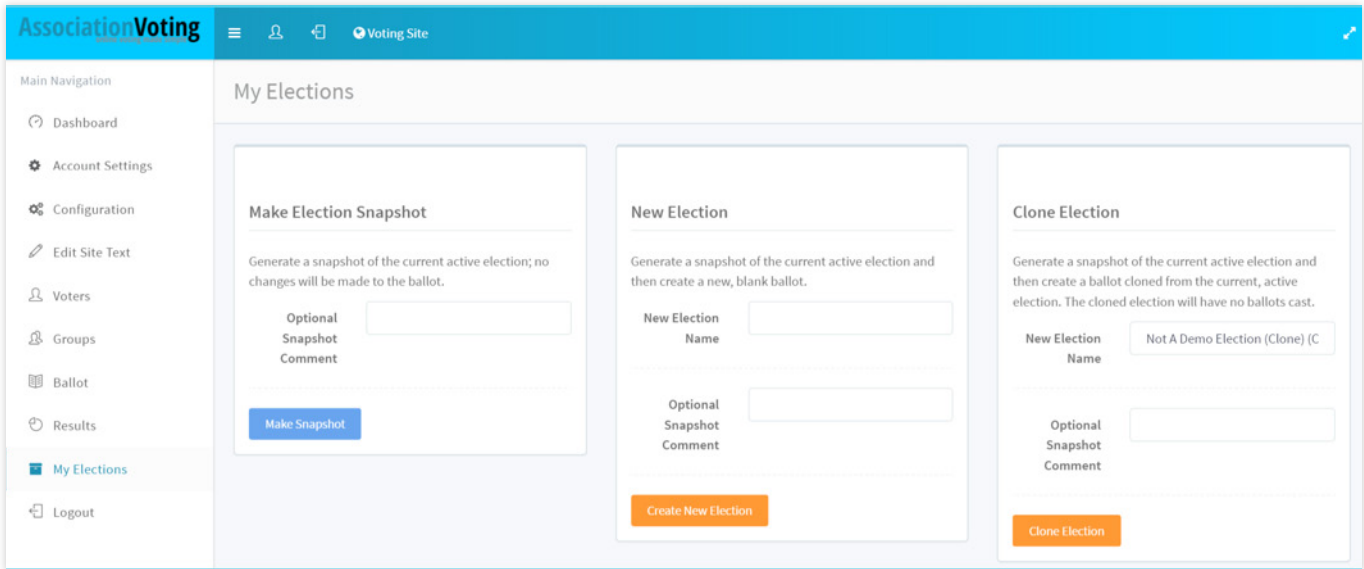 AssociationVoting
Voting Site
Main Navigation
Dashboard
Account Settings
Configuration
Edit Site Text
Voters
Groups
Ballot
Results
My Elections
Logout
My Elections
Make Election Snapshot
Generate a snapshot of the current active election; no
changes will be made to the ballot.
Optional
Snapshot
Comment
Make Snapshot
New Election
Generate a snapshot of the current active election and
then create a new, blank ballot.
New Election
Name
Optional
Snapshot
Comment
Create New Election
Clone Election
Generate a snapshot of the current active election and
then create a ballot cloned from the current, active
election. The cloned election will have no ballots cast.
New Election
Name
Not A Demo Election (Clone) (C
Optional
Snapshot
Comment
Clone Election